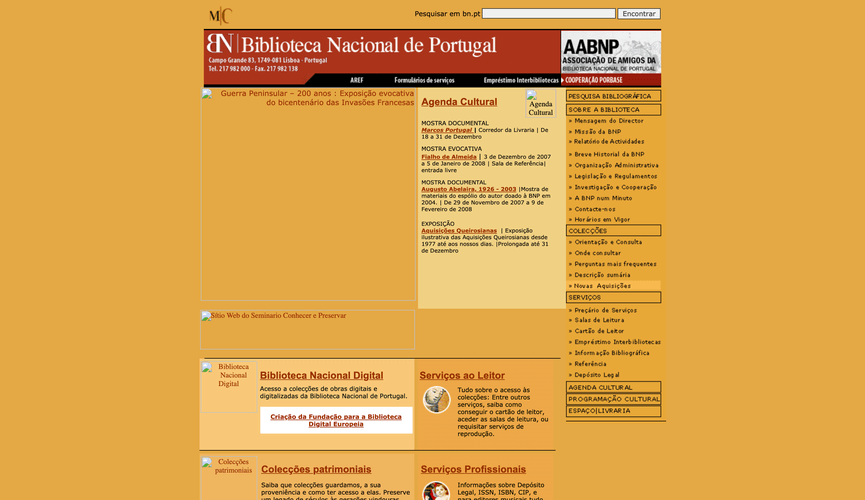 M|C
Pesquisar em bn.pt
Encontrar
BN Biblioteca Nacional de Portugal
Campo Grande 83, 1749-081 Lisboa - Portugal
Tel. 217 982 000 - Fax. 217 982 138
AABNP
ASSOCIAÇÃO DE AMIGOS DA
BIBLIOTECA NACIONAL DE PORTUGAL
AREF
Formulários de serviços
Empréstimo Interbibliotecas
COOPERAÇÃO PORBASE
Guerra Peninsular – 200 anos : Exposição evocativa
do bicentenário das Invasões Francesas
Agenda Cultural
Agenda
Cultural
MOSTRA DOCUMENTAL
Marcos Portugal | Corredor da Livraria | De
18 a 31 de Dezembro
MOSTRA EVOCATIVA
Fialho de Almeida | 3 de Dezembro de 2007
a 5 de Janeiro de 2008 | Sala de Referência|
entrada livre
MOSTRA DOCUMENTAL
Augusto Abelaira, 1926 - 2003 |Mostra de
materiais do espólio do autor doado à BNP em
2004. | De 29 de Novembro de 2007 a 9 de
Fevereiro de 2008
EXPOSIÇÃO
Aquisições Queirosianas | Exposição
ilustrativa das Aquisições Queirosianas desde
1977 até aos nossos dias. |Prolongada até 31
de Dezembro
PESQUISA BIBLIOGRÁFICA
SOBRE A BIBLIOTECA
» Mensagem do Director
» Missão da BNP
» Relatório de Actividades
» Breve Historial da BNP
» Organização Administrativa
» Legislação e Regulamentos
» Investigação e Cooperação
» A BNP num Minuto
» Contacte-nos
» Horários em Vigor
COLECÇÕES
» Orientação e Consulta
» Onde consultar
» Perguntas mais frequentes
» Descrição sumária
» Novas Aquisições
SERVIÇOS
» Preçário de Serviços
» Salas de Leitura
» Cartão de Leitor
» Empréstimo Interbibliotecas
» Informação Bibliográfica
» Referência
» Depósito Legal
AGENDA CULTURAL
PROGRAMAÇÃO CULTURAL
ESPAÇO|LIVRARIA
Sítio Web do Seminario Conhecer e Preservar
Biblioteca
Nacional
Digital
Biblioteca Nacional Digital
Acesso a colecções de obras digitais e
digitalizadas da Biblioteca Nacional de Portugal.
Criação da Fundação para a Biblioteca
Digital Europeia
Serviços ao Leitor
Tudo sobre o acesso às
colecções: Entre outros
serviços, saiba como
conseguir o cartão de leitor,
aceder as salas de leitura, ou
requisitar serviços de
reprodução.
Colecções
patrimoniais
Colecções patrimoniais
Saiba que colecções guardamos, a sua
proveniência e como ter acesso a elas. Preserve
um legado de séculos às gerações vindouras
Serviços Profissionais
Informações sobre Depósito
Legal, ISSN, ISBN, CIP, e
para editores musicais tudo